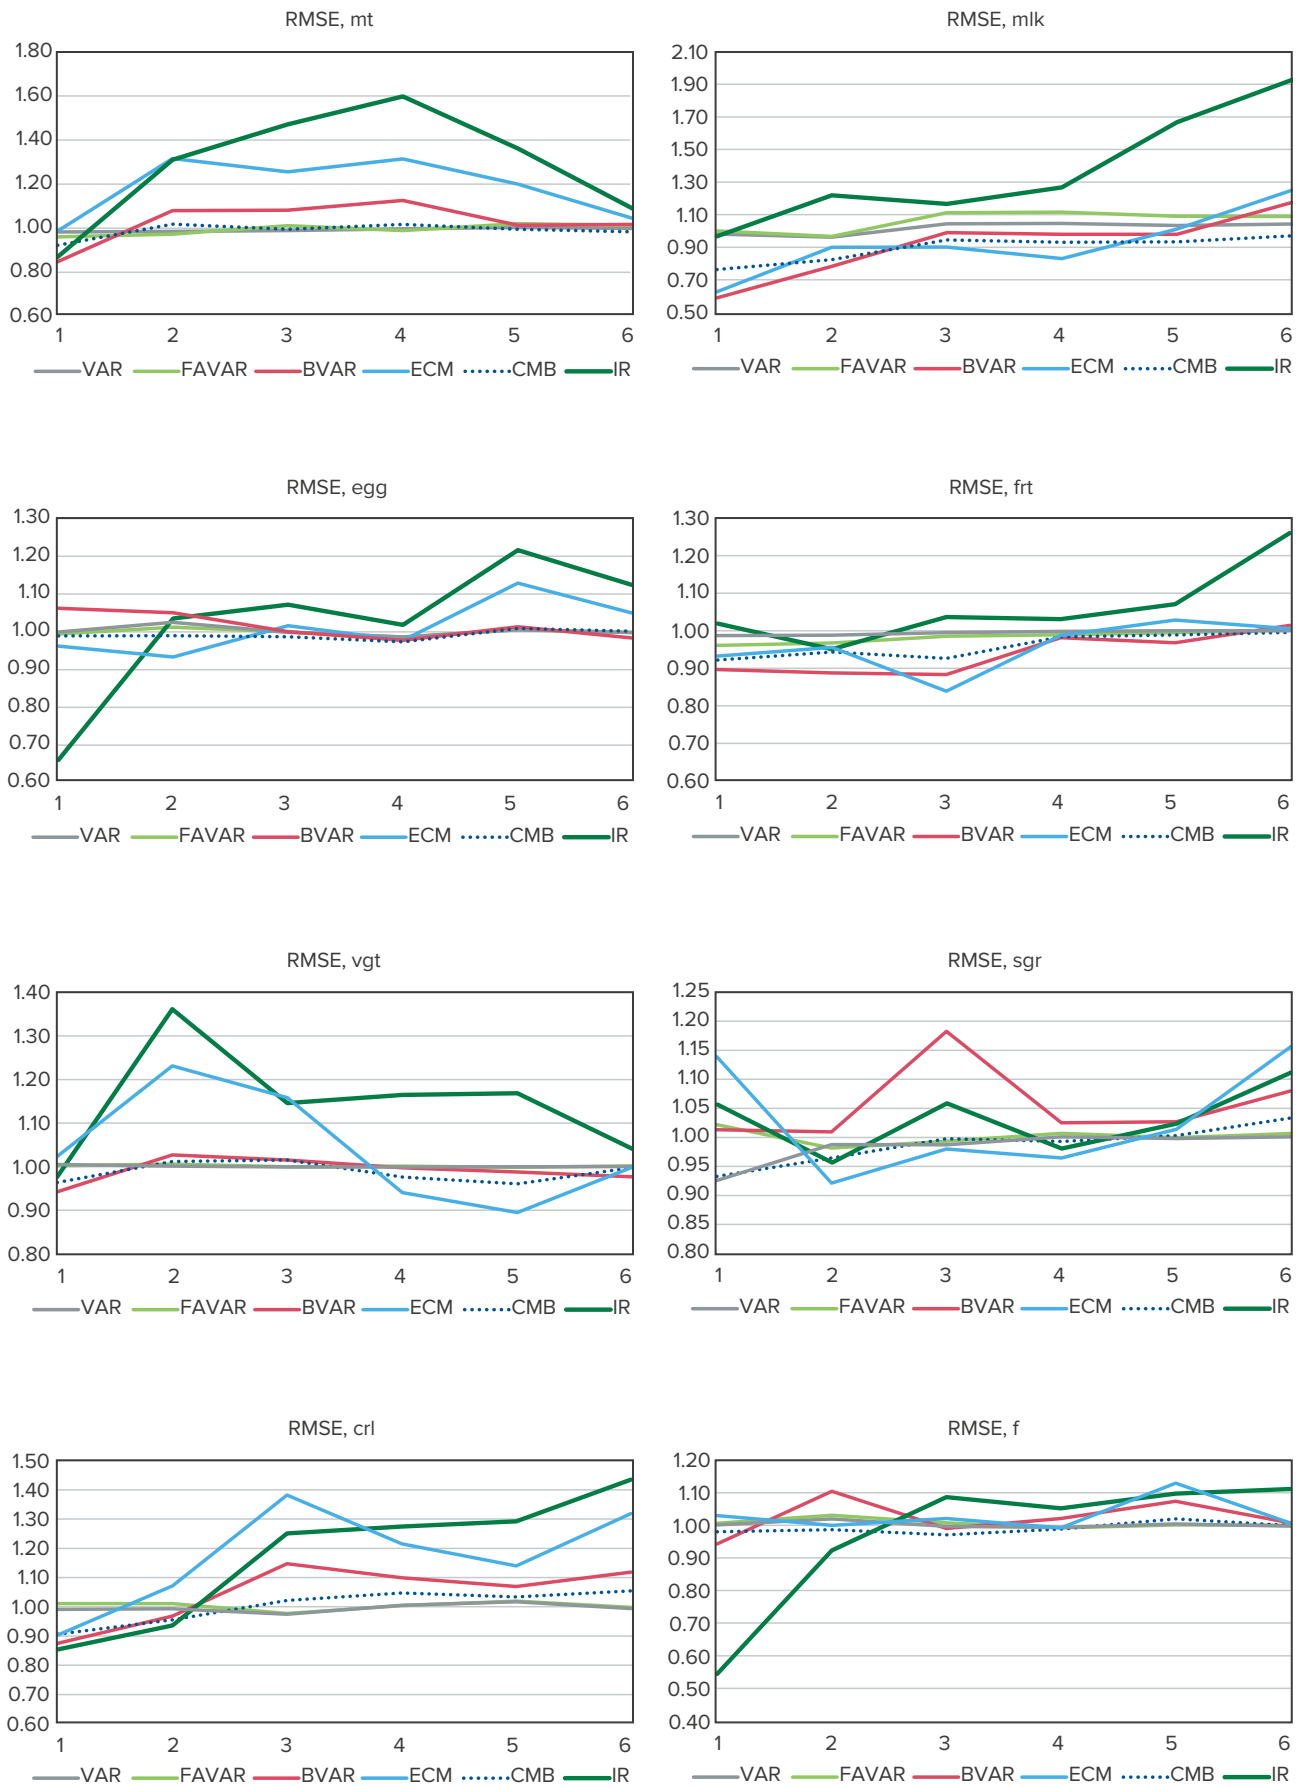 RMSE, mt
1.80
1.60
1.40
1.20
1.00
0.80
0.60
1 2 3 4 5 6
VAR FAVAR BVAR ECM CMB IR
RMSE, mlk
2.10
1.90
1.70
1.50
1.30
1.10
0.90
0.70
0.50
1 2 3 4 5 6
VAR FAVAR BVAR ECM CMB IR
RMSE, egg
1.30
1.20
1.10
1.00
0.90
0.80
0.70
0.60
1 2 3 4 5 6
VAR FAVAR BVAR ECM CMB IR
RMSE, frt
1.30
1.20
1.10
1.00
0.90
0.80
0.70
0.60
1 2 3 4 5 6
VAR FAVAR BVAR ECM CMB IR
RMSE, vgt
1.40
1.30
1.20
1.10
1.00
0.90
0.80
1 2 3 4 5 6
VAR FAVAR BVAR ECM CMB IR
RMSE, sgr
1.25
1.20
1.15
1.10
1.05
1.00
0.95
0.90
0.85
0.80
1 2 3 4 5 6
VAR FAVAR BVAR ECM CMB IR
RMSE, crl
1.50
1.40
1.30
1.20
1.10
1.00
0.90
0.80
0.70
0.60
1 2 3 4 5 6
VAR FAVAR BVAR ECM CMB IR
RMSE, f
1.20
1.10
1.00
0.90
0.80
0.70
0.60
0.50
0.40
1 2 3 4 5 6
VAR FAVAR BVAR ECM CMB IR